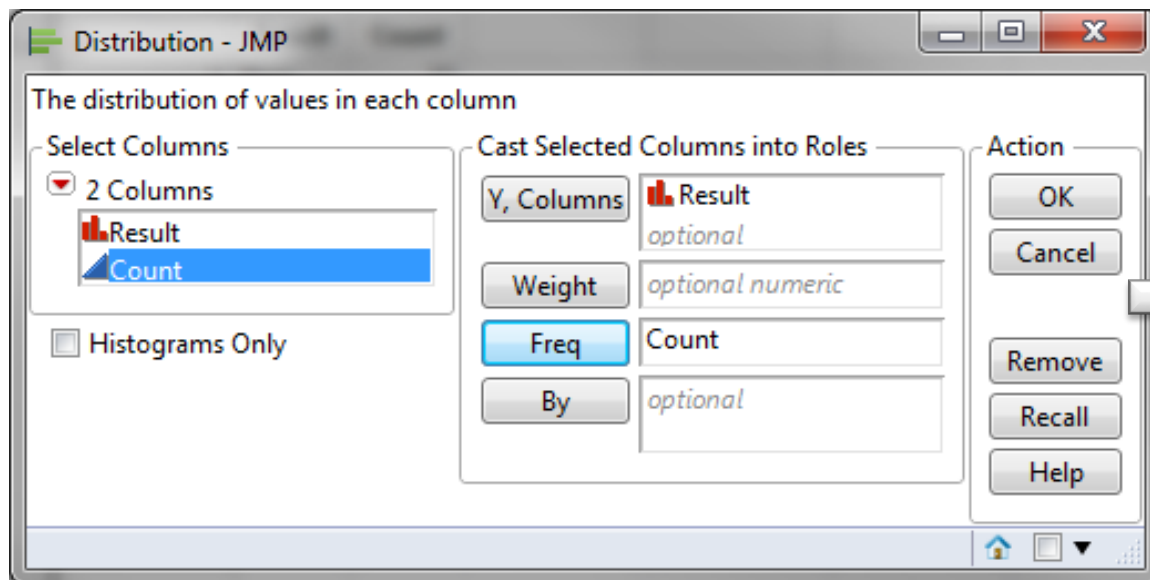 Distribution - JMP
The distribution of values in each column
Select Columns
2 Columns
Result
Count
Histograms Only
Cast Selected Columns into Roles
Y, Columns
Result
optional
Weight
optional numeric
Freq
Count
By
optional
Action
OK
Cancel
Remove
Recall
Help